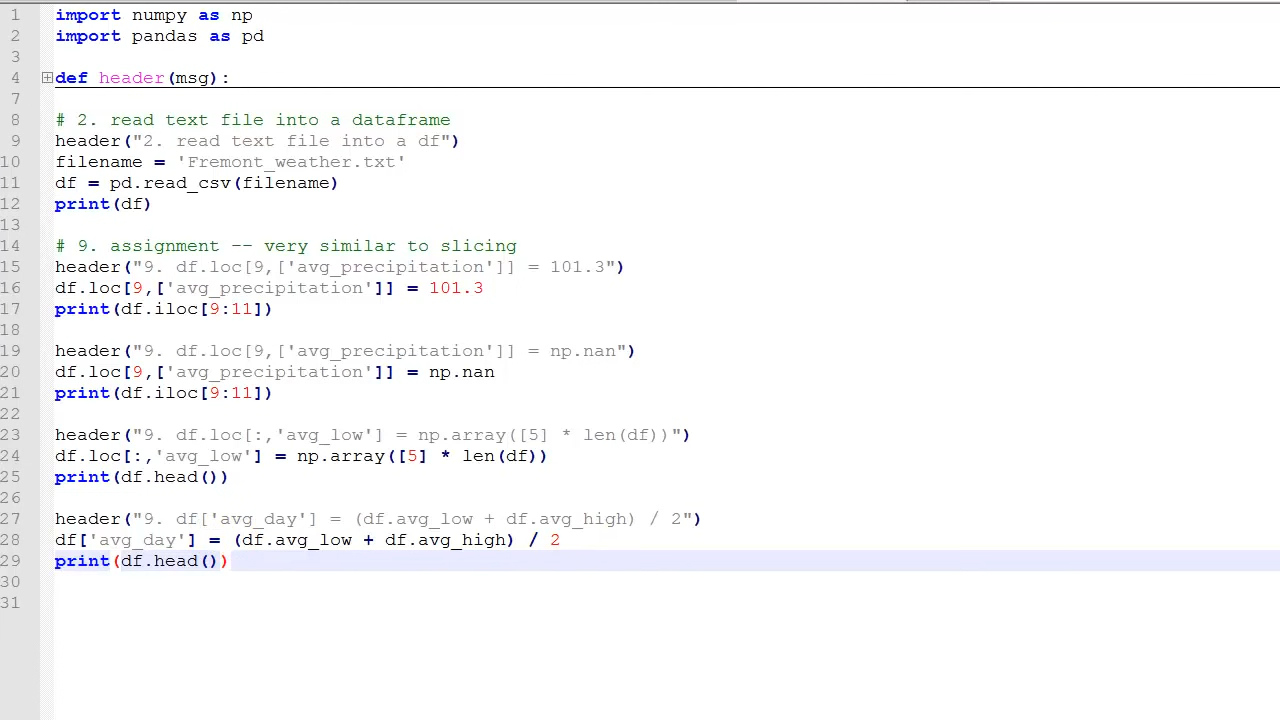 1 import numpy as np
2 import pandas as pd
3
4 def header(msg):
7
8 # 2. read text file into a dataframe
9 header("2. read text file into a df")
10 filename = 'Fremont_weather.txt'
11 df = pd.read_csv(filename)
12 print(df)
13
14 # 9. assignment -- very similar to slicing
15 header("9. df.loc[9,['avg_precipitation']] = 101.3")
16 df.loc[9,['avg_precipitation']] = 101.3
17 print(df.iloc[9:11])
18
19 header("9. df.loc[9,['avg_precipitation']] = np.nan")
20 df.loc[9,['avg_precipitation']] = np.nan
21 print(df.iloc[9:11])
22
23 header("9. df.loc[:,'avg_low'] = np.array([5] * len(df))")
24 df.loc[:,'avg_low'] = np.array([5] * len(df))
25 print(df.head())
26
27 header("9. df['avg_day'] = (df.avg_low + df.avg_high) / 2")
28 df['avg_day'] = (df.avg_low + df.avg_high) / 2
29 print(df.head())
30
31